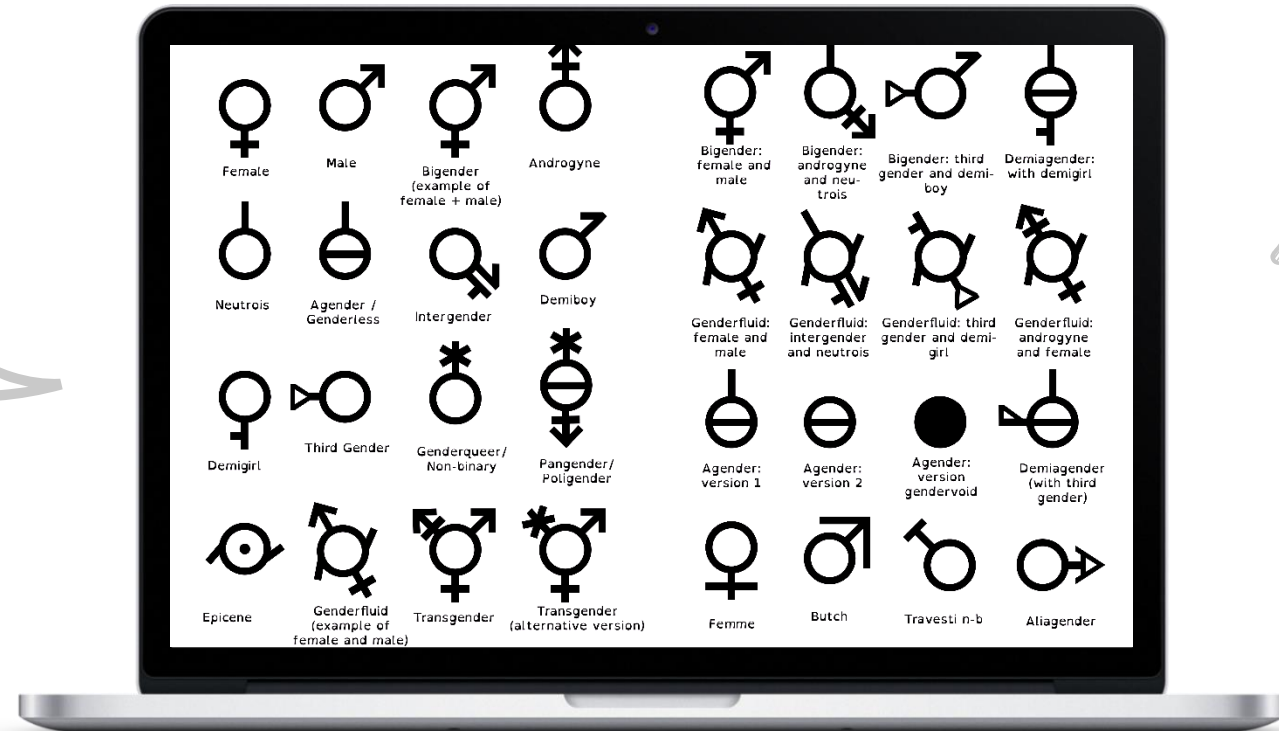 Female
Male
Bigender
(example of
female + male)
Androgyne
Neutrois
Agender /
Genderless
Intergender
Demiboy
Demigirl
Third Gender
Genderqueer/
Non-binary
Pangender/
Poligender
Epicene
Genderfluid
(example of
female and male)
Transgender
Transgender
(alternative version)
Bigender:
female and
male
Bigender:
androgyne
and neu-
trois
Bigender: third
gender and demi-
boy
Demiagender:
with demigirl
Genderfluid:
female and
male
Genderfluid:
intergender
and neutrois
Genderfluid: third
gender and demi-
girl
Genderfluid:
androgyne
and female
Agender:
version 1
Agender:
version 2
Agender:
version
gendervoid
Demiagender
(with third
gender)
Femme
Butch
Travesti n-b
Aliagender